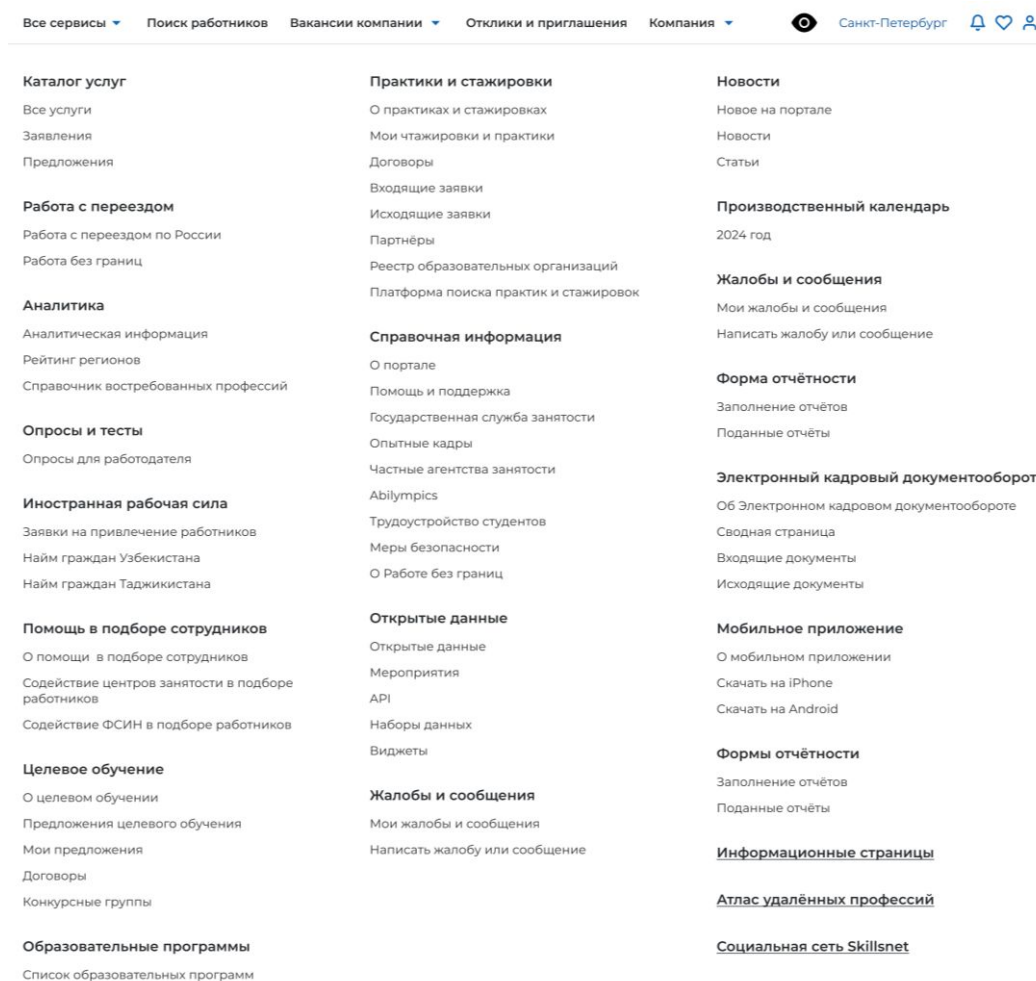 Все сервисы
Поиск работников
Вакансии компании
Отклики и приглашения
Компания
Санкт-Петербург
Каталог услуг
Все услуги
Заявления
Предложения
Работа с переездом
Работа с переездом по России
Работа без границ
Аналитика
Аналитическая информация
Рейтинг регионов
Справочник востребованных профессий
Опросы и тесты
Опросы для работодателя
Иностранная рабочая сила
Заявки на привлечение работников
Найм граждан Узбекистана
Найм граждан Таджикистана
Помощь в подборе сотрудников
О помощи в подборе сотрудников
Содействие центров занятости в подборе
работников
Содействие ФСИН в подборе работников
Целевое обучение
О целевом обучении
Предложения целевого обучения
Мои предложения
Договоры
Конкурсные группы
Образовательные программы
Список образовательных программ
Практики и стажировки
О практиках и стажировках
Мои чтажировки и практики
Договоры
Входящие заявки
Исходящие заявки
Партнёры
Реестр образовательных организаций
Платформа поиска практик и стажировок
Справочная информация
О портале
Помощь и поддержка
Государственная служба занятости
Опытные кадры
Частные агентства занятости
Abilympics
Трудоустройство студентов
Меры безопасности
О Работе без границ
Открытые данные
Открытые данные
Мероприятия
API
Наборы данных
Виджеты
Жалобы и сообщения
Мои жалобы и сообщения
Написать жалобу или сообщение
Новости
Новое на портале
Новости
Статьи
Производственный календарь
2024 год
Жалобы и сообщения
Мои жалобы и сообщения
Написать жалобу или сообщение
Форма отчётности
Заполнение отчётов
Поданные отчёты
Электронный кадровый документооборот
Об Электронном кадровом документообороте
Сводная страница
Входящие документы
Исходящие документы
Мобильное приложение
О мобильном приложении
Скачать на iPhone
Скачать на Android
Формы отчётности
Заполнение отчётов
Поданные отчёты
Информационные страницы
Атлас удалённых профессий
Социальная сеть Skillsnet